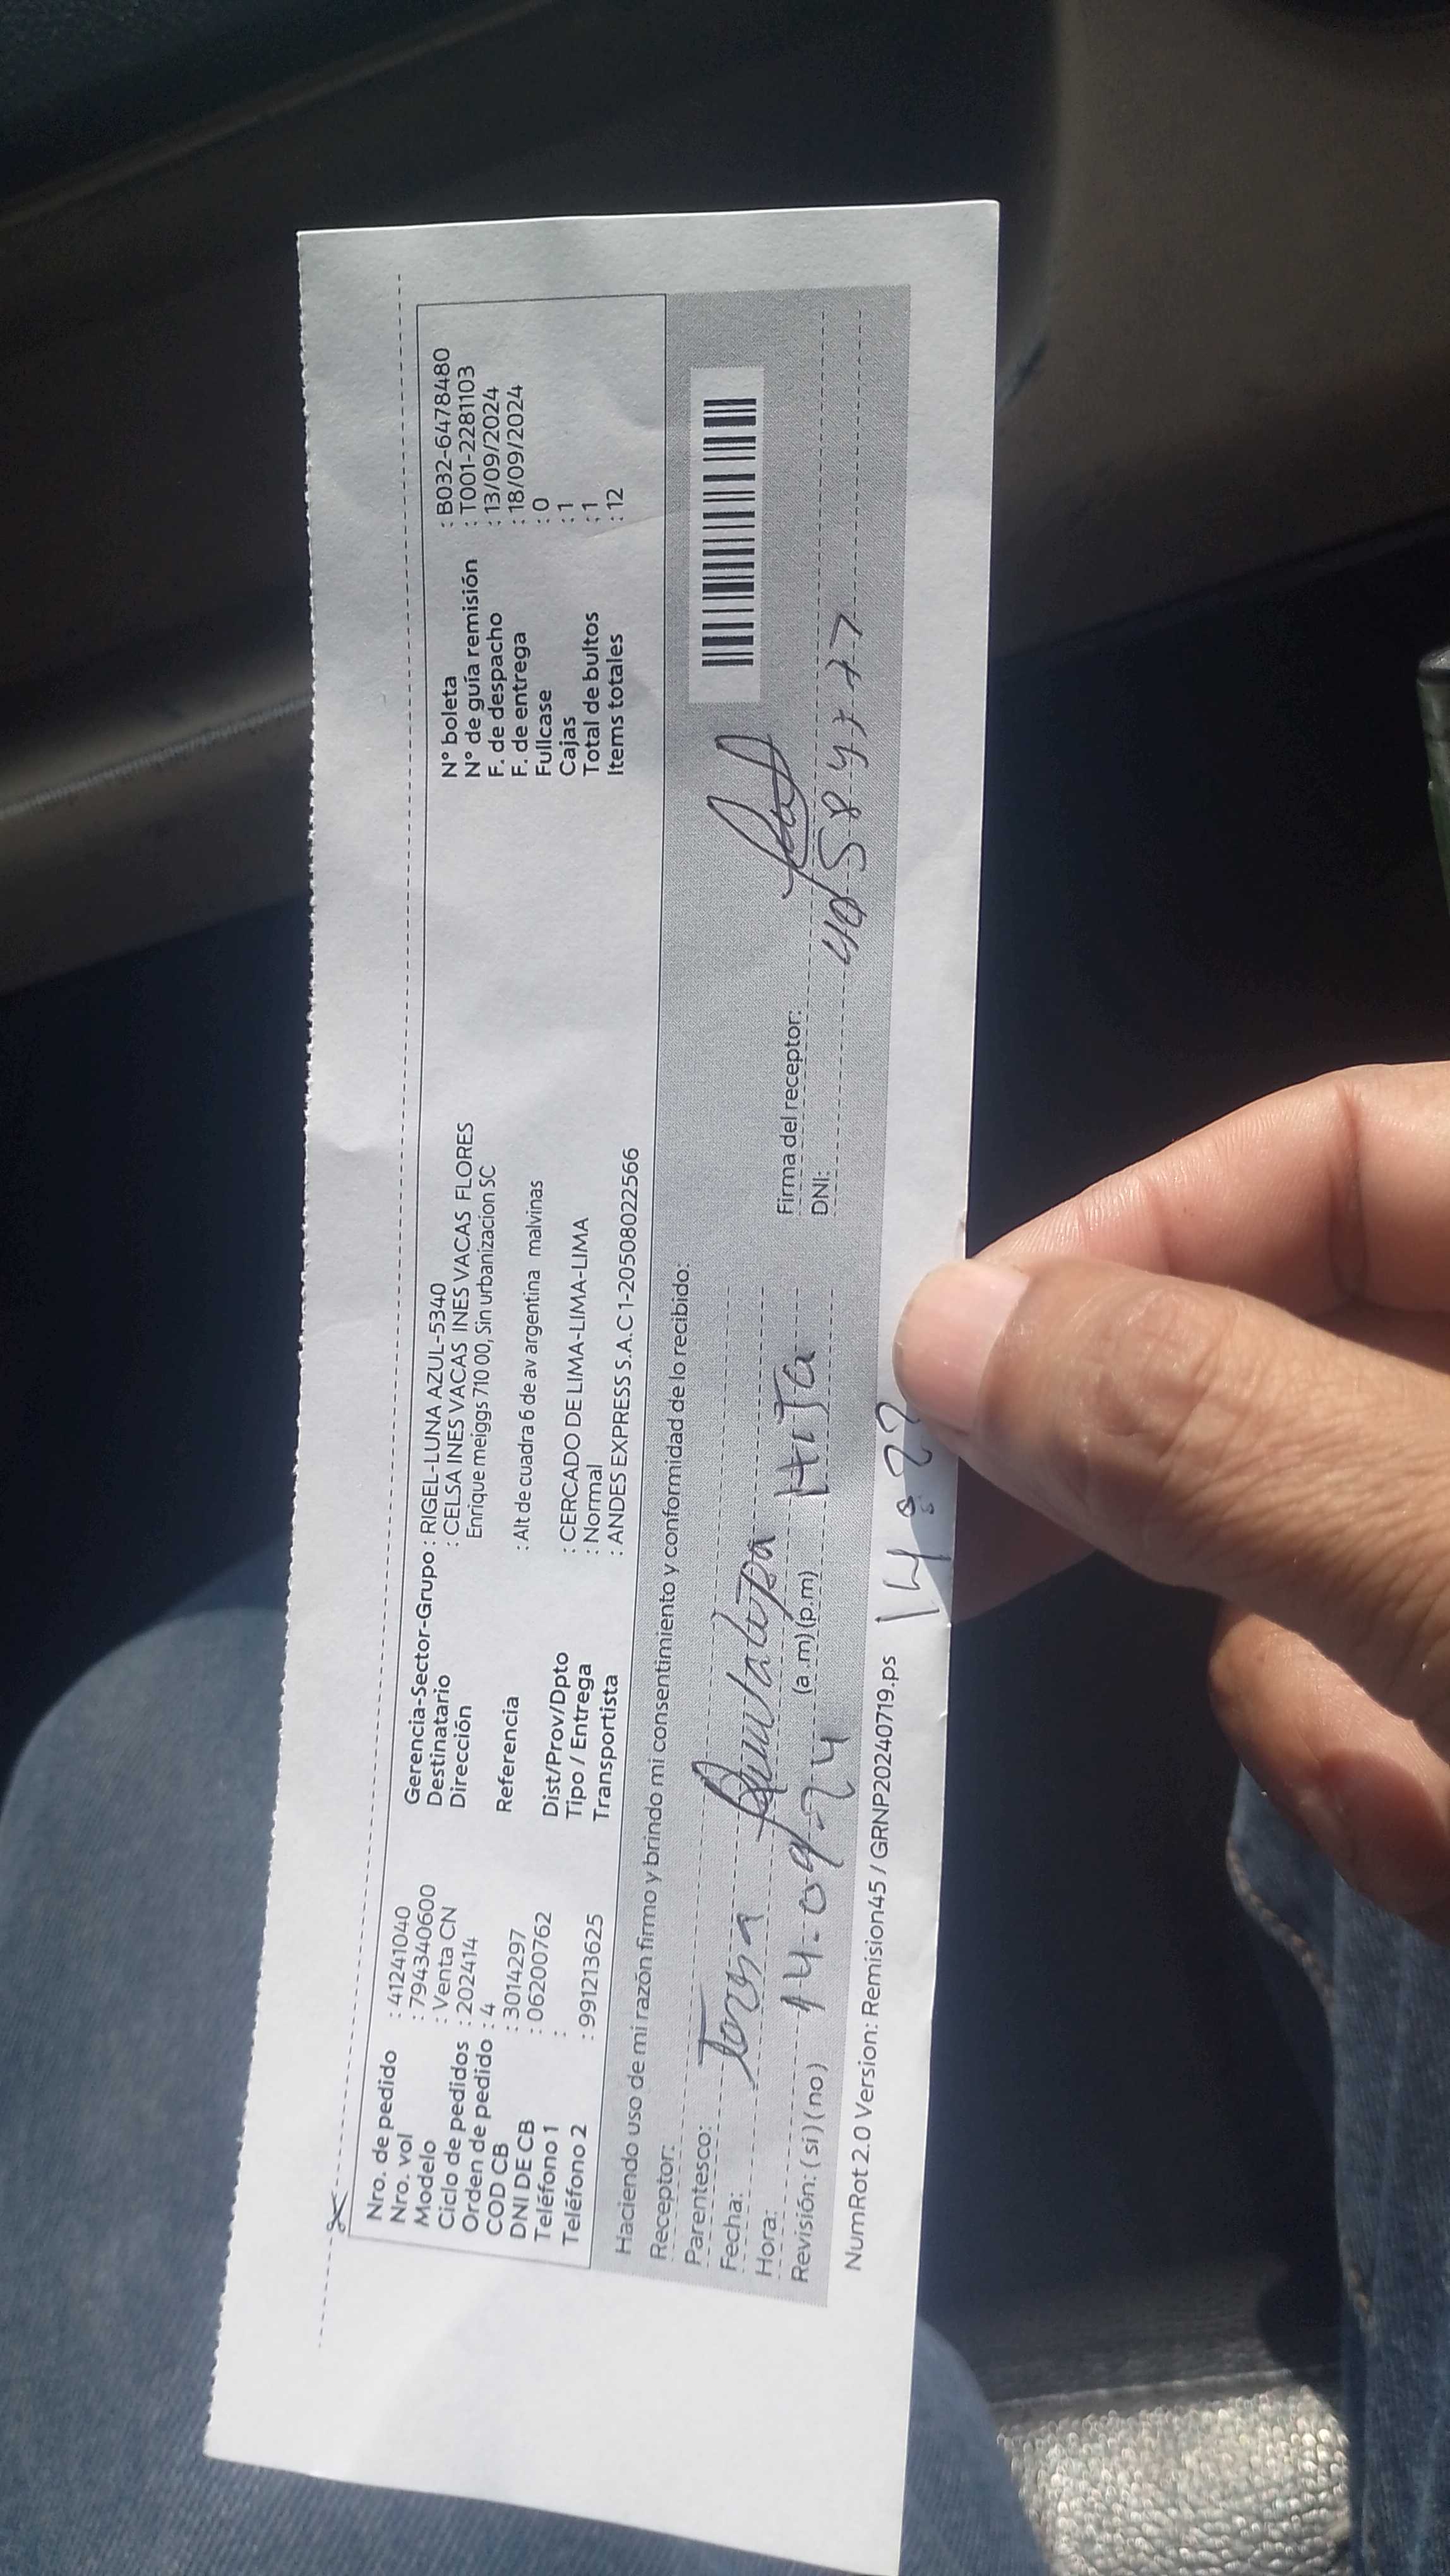 Nro. de pedido : 41241040
Nro. vol : 794340600
Modelo : Venta CN
Ciclo de pedidos : 202414
Orden de pedido : 4
COD CB : 3014297
DNI DE CB : 06200762
Teléfono 1 :
Teléfono 2 : 991213625
Gerencia-Sector-Grupo : RIGEL-LUNA AZUL-5340
Destinatario : CELSA INES VACAS INES VACAS FLORES
Dirección Enrique meiggs 710 00, Sin urbanizacion SC
Referencia : Alt de cuadra 6 de av argentina malvinas
Dist/Prov/Dpto : CERCADO DE LIMA-LIMA-LIMA
Tipo / Entrega : Normal
Transportista : ANDES EXPRESS S.A.C 1-20508022566
N° boleta : B032-6478480
N° de guía remisión : T001-2281103
F. de despacho : 13/09/2024
F. de entrega : 18/09/2024
Fullcase : 0
Cajas : 1
Total de bultos : 1
Items totales : 12
Haciendo uso de mi razón firmo y brindo mi consentimiento y conformidad de lo recibido:
Receptor:
Parentesco: HiJa
Fecha: 14-09-24
Hora: (a.m) (p.m)
Revisión: (si) (no)
Firma del receptor:
DNI:
NumRot 2.0 Version: Remision45 / GRNP20240719.ps